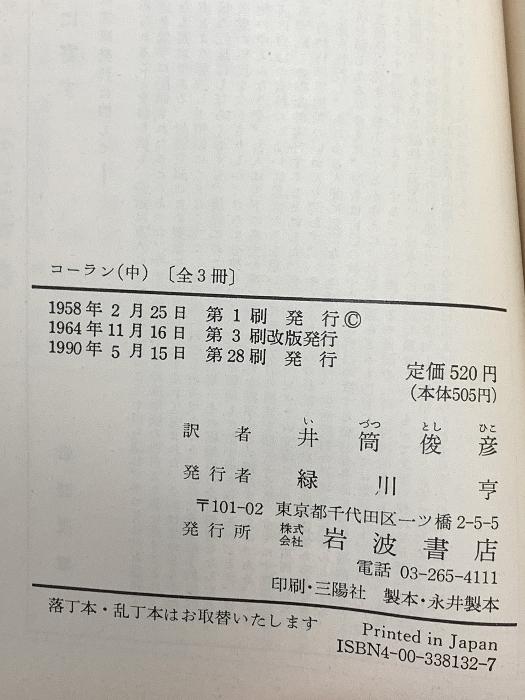 コーラン(中)〔全3冊〕
1958年2月25日 第1刷発行©
1964年11月16日 第3刷改版発行
1990年5月15日 第28刷発行
定価520円
(本体505円)
い づつ とし ひこ
訳者 井筒俊彦
発行者 緑川亨
〒101-02 東京都千代田区一ツ橋2-5-5
発行所 株式会社 岩波書店
電話 03-265-4111
印刷・三陽社 製本・永井製本
落丁本・乱丁本はお取替いたします
Printed in Japan
ISBN4-00-338132-7